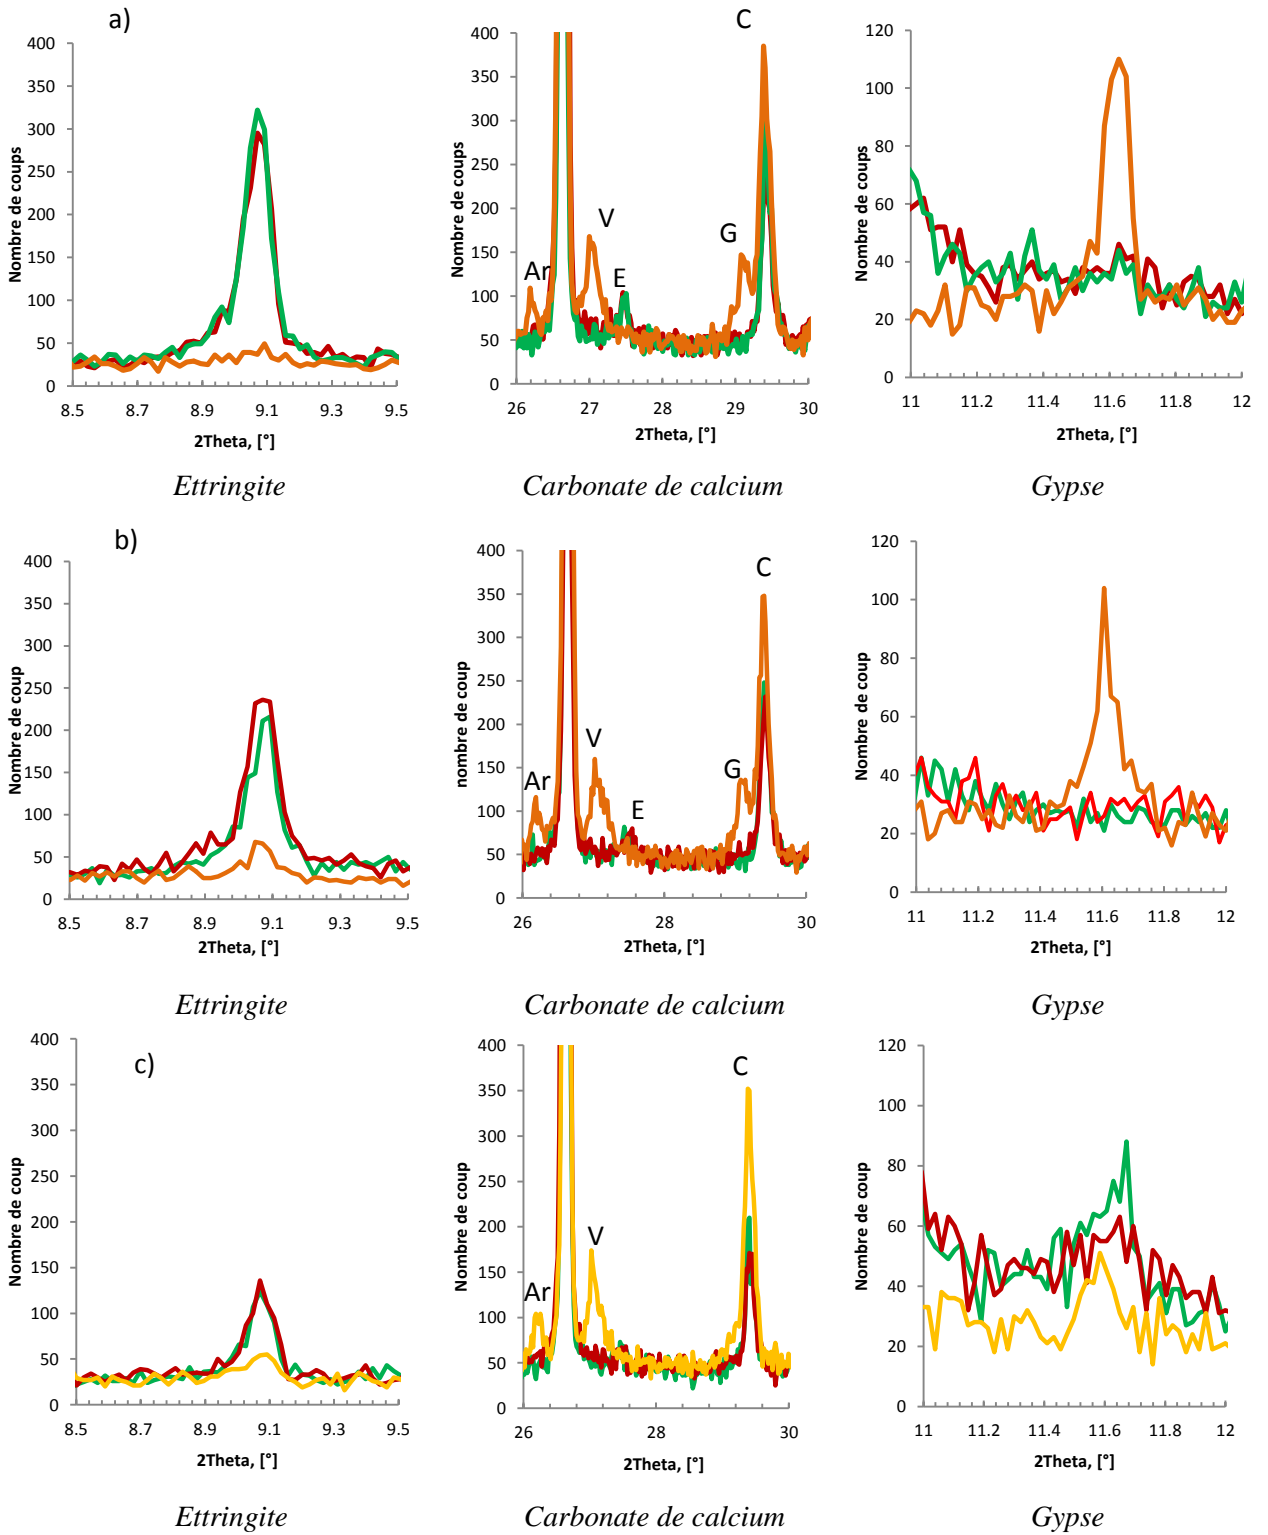 a)
Nombre de coups
400
350
300
250
200
150
100
50
0
8.5 8.7 8.9 9.1 9.3 9.5
2Theta, [°]
Ettringite
Nombre de coups
400
350
300
250
200
150
100
50
0
Ar
V
E
G
C
26 27 28 29 30
2Theta, [°]
Carbonate de calcium
Nombre de coups
120
100
80
60
40
20
0
11 11.2 11.4 11.6 11.8 12
2Theta, [°]
Gypse
b)
Nombre de coup
400
350
300
250
200
150
100
50
0
8.5 8.7 8.9 9.1 9.3 9.5
2Theta, [°]
Ettringite
nombre de coup
400
350
300
250
200
150
100
50
0
Ar
V
E
G
C
26 28 30
2Theta, [°]
Carbonate de calcium
Nombre de coup
120
100
80
60
40
20
0
11 11.2 11.4 11.6 11.8 12
2Theta, [°]
Gypse
c)
Nombre de coup
400
350
300
250
200
150
100
50
0
8.5 8.7 8.9 9.1 9.3 9.5
2Theta, [°]
Ettringite
Nombre de coup
400
350
300
250
200
150
100
50
0
Ar
V
C
26 28 30
2Theta, [°]
Carbonate de calcium
Nombre de coup
120
100
80
60
40
20
0
11 11.2 11.4 11.6 11.8 12
2Theta, [°]
Gypse